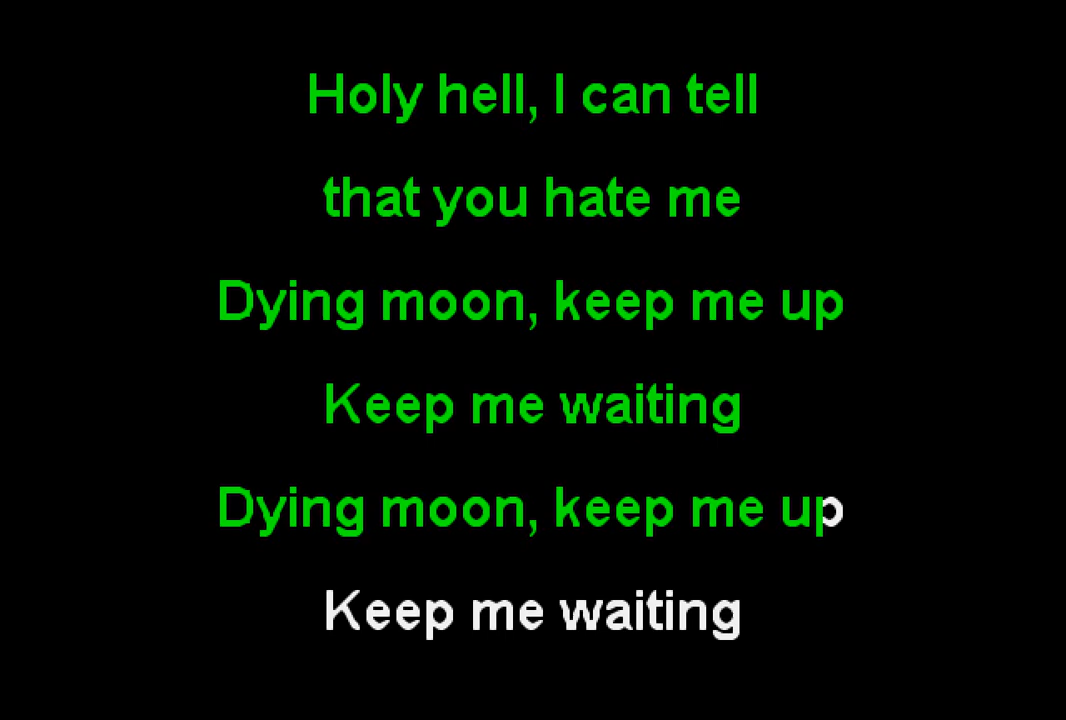 Holy hell, I can tell
that you hate me
Dying moon, keep me up
Keep me waiting
Dying moon, keep me up
Keep me waiting